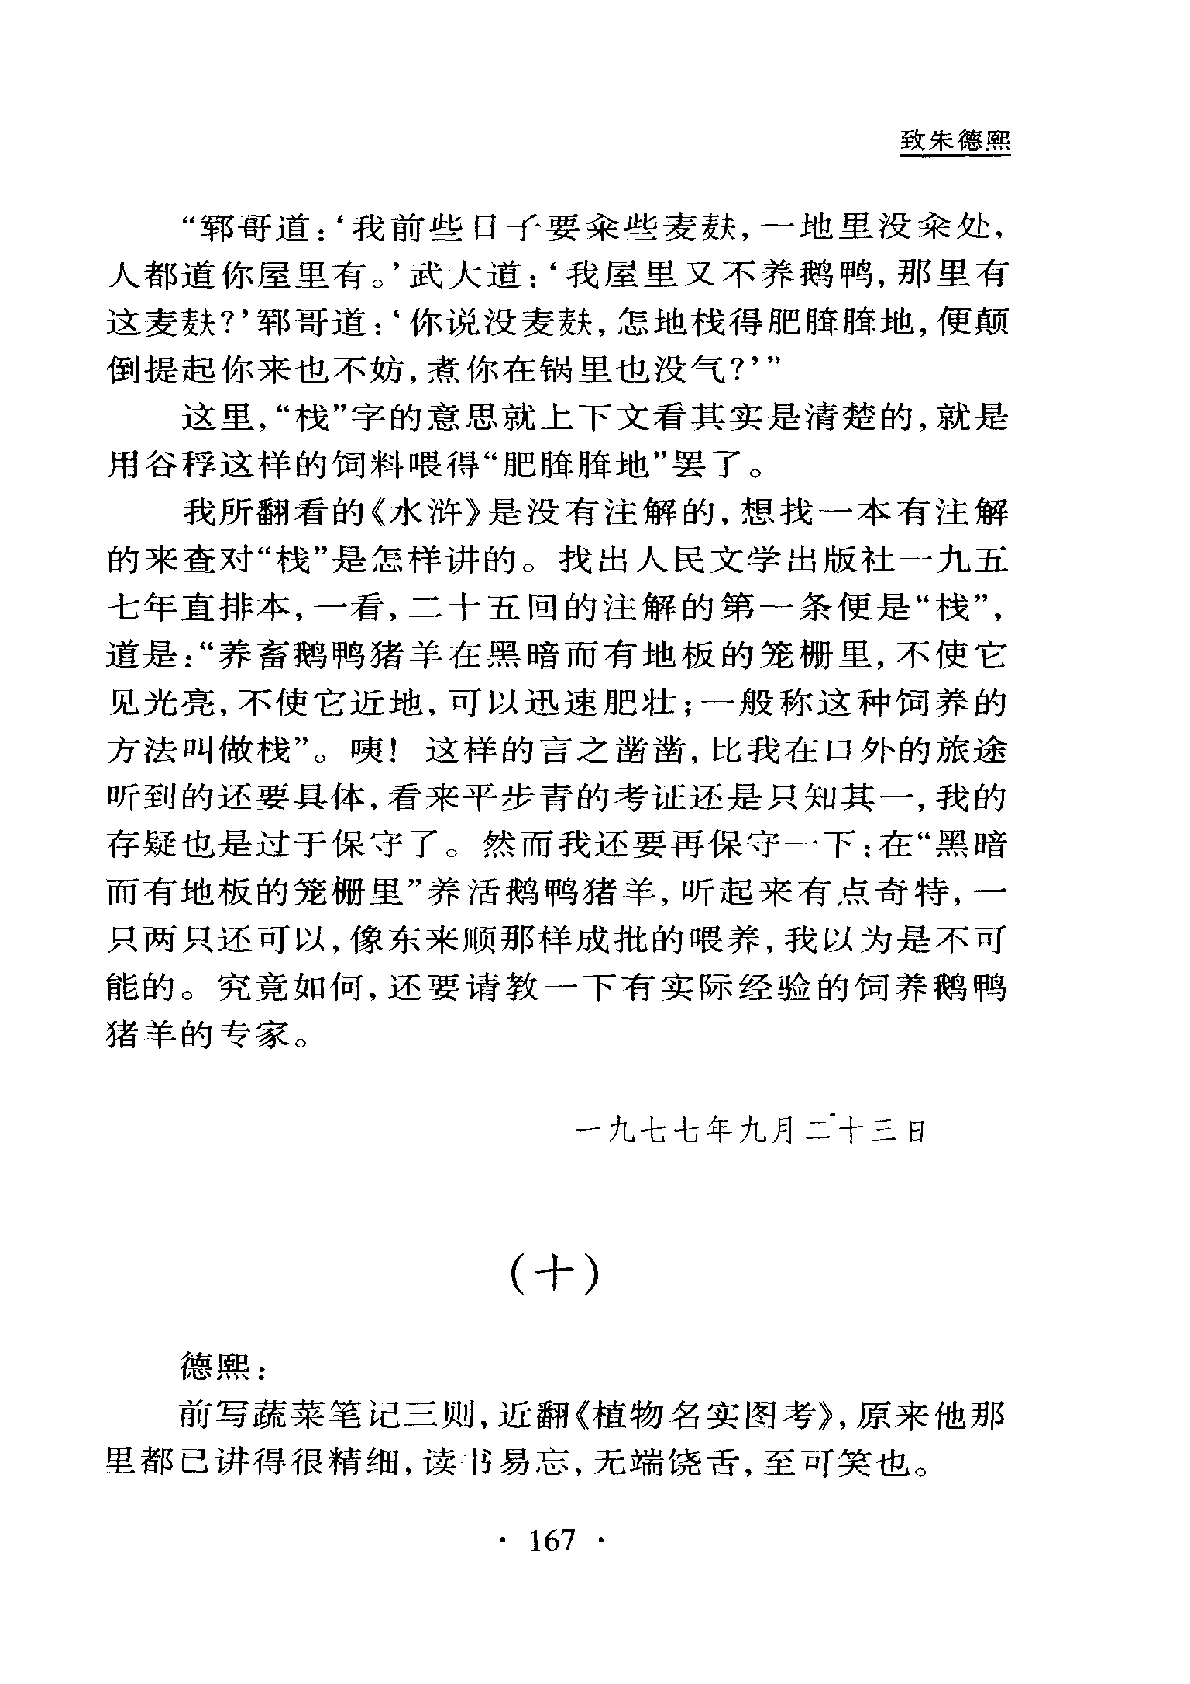 致朱德熙
“郓哥道:‘我前些日子要籴些麦麸,一地里没籴处,
人都道你屋里有。’武大道:‘我屋里又不养鹅鸭,那里有
这麦麸?’郓哥道:‘你说没麦麸,怎地栈得肥腯腯地,便颠
倒提起你来也不妨,煮你在锅里也没气?’”
这里,“栈”字的意思就上下文看其实是清楚的,就是
用谷稃这样的饲料喂得“肥腯腯地”罢了。
我所翻看的《水浒》是没有注解的,想找一本有注解
的来查对“栈”是怎样讲的。找出人民文学出版社一九五
七年直排本,一看,二十五回的注解的第一条便是“栈”,
道是:“养畜鹅鸭猪羊在黑暗而有地板的笼栅里,不使它
见光亮,不使它近地,可以迅速肥壮;一般称这种饲养的
方法叫做栈”。咦! 这样的言之凿凿,比我在口外的旅途
听到的还要具体,看来平步青的考证还是只知其一,我的
存疑也是过于保守了。然而我还要再保守一下:在“黑暗
而有地板的笼栅里”养活鹅鸭猪羊,听起来有点奇特,一
只两只还可以,像东来顺那样成批的喂养,我以为是不可
能的。究竟如何,还要请教一下有实际经验的饲养鹅鸭
猪羊的专家。
一九七七年九月二十三日
(十)
德熙:
前写蔬菜笔记三则,近翻《植物名实图考》,原来他那
里都已讲得很精细,读书易忘,无端饶舌,至可笑也。
· 167 ·